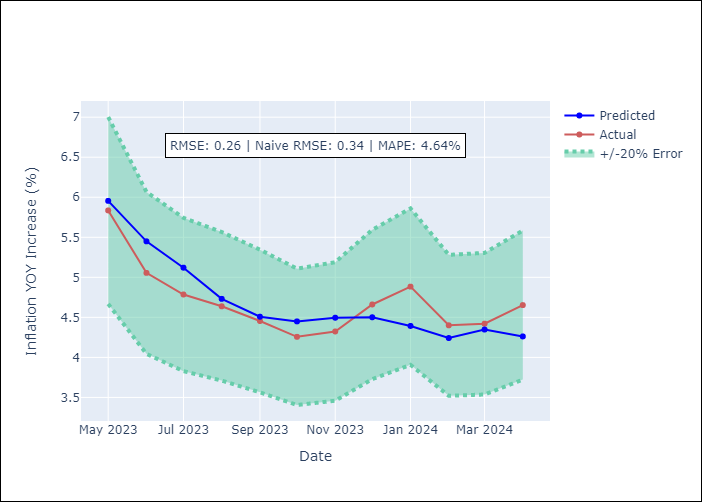 RMSE: 0.26 | Naive RMSE: 0.34 | MAPE: 4.64%
Predicted
Actual
+/-20% Error
Inflation YOY Increase (%)
7
6.5
6
5.5
5
4.5
4
3.5
May 2023
Jul 2023
Sep 2023
Nov 2023
Jan 2024
Mar 2024
Date